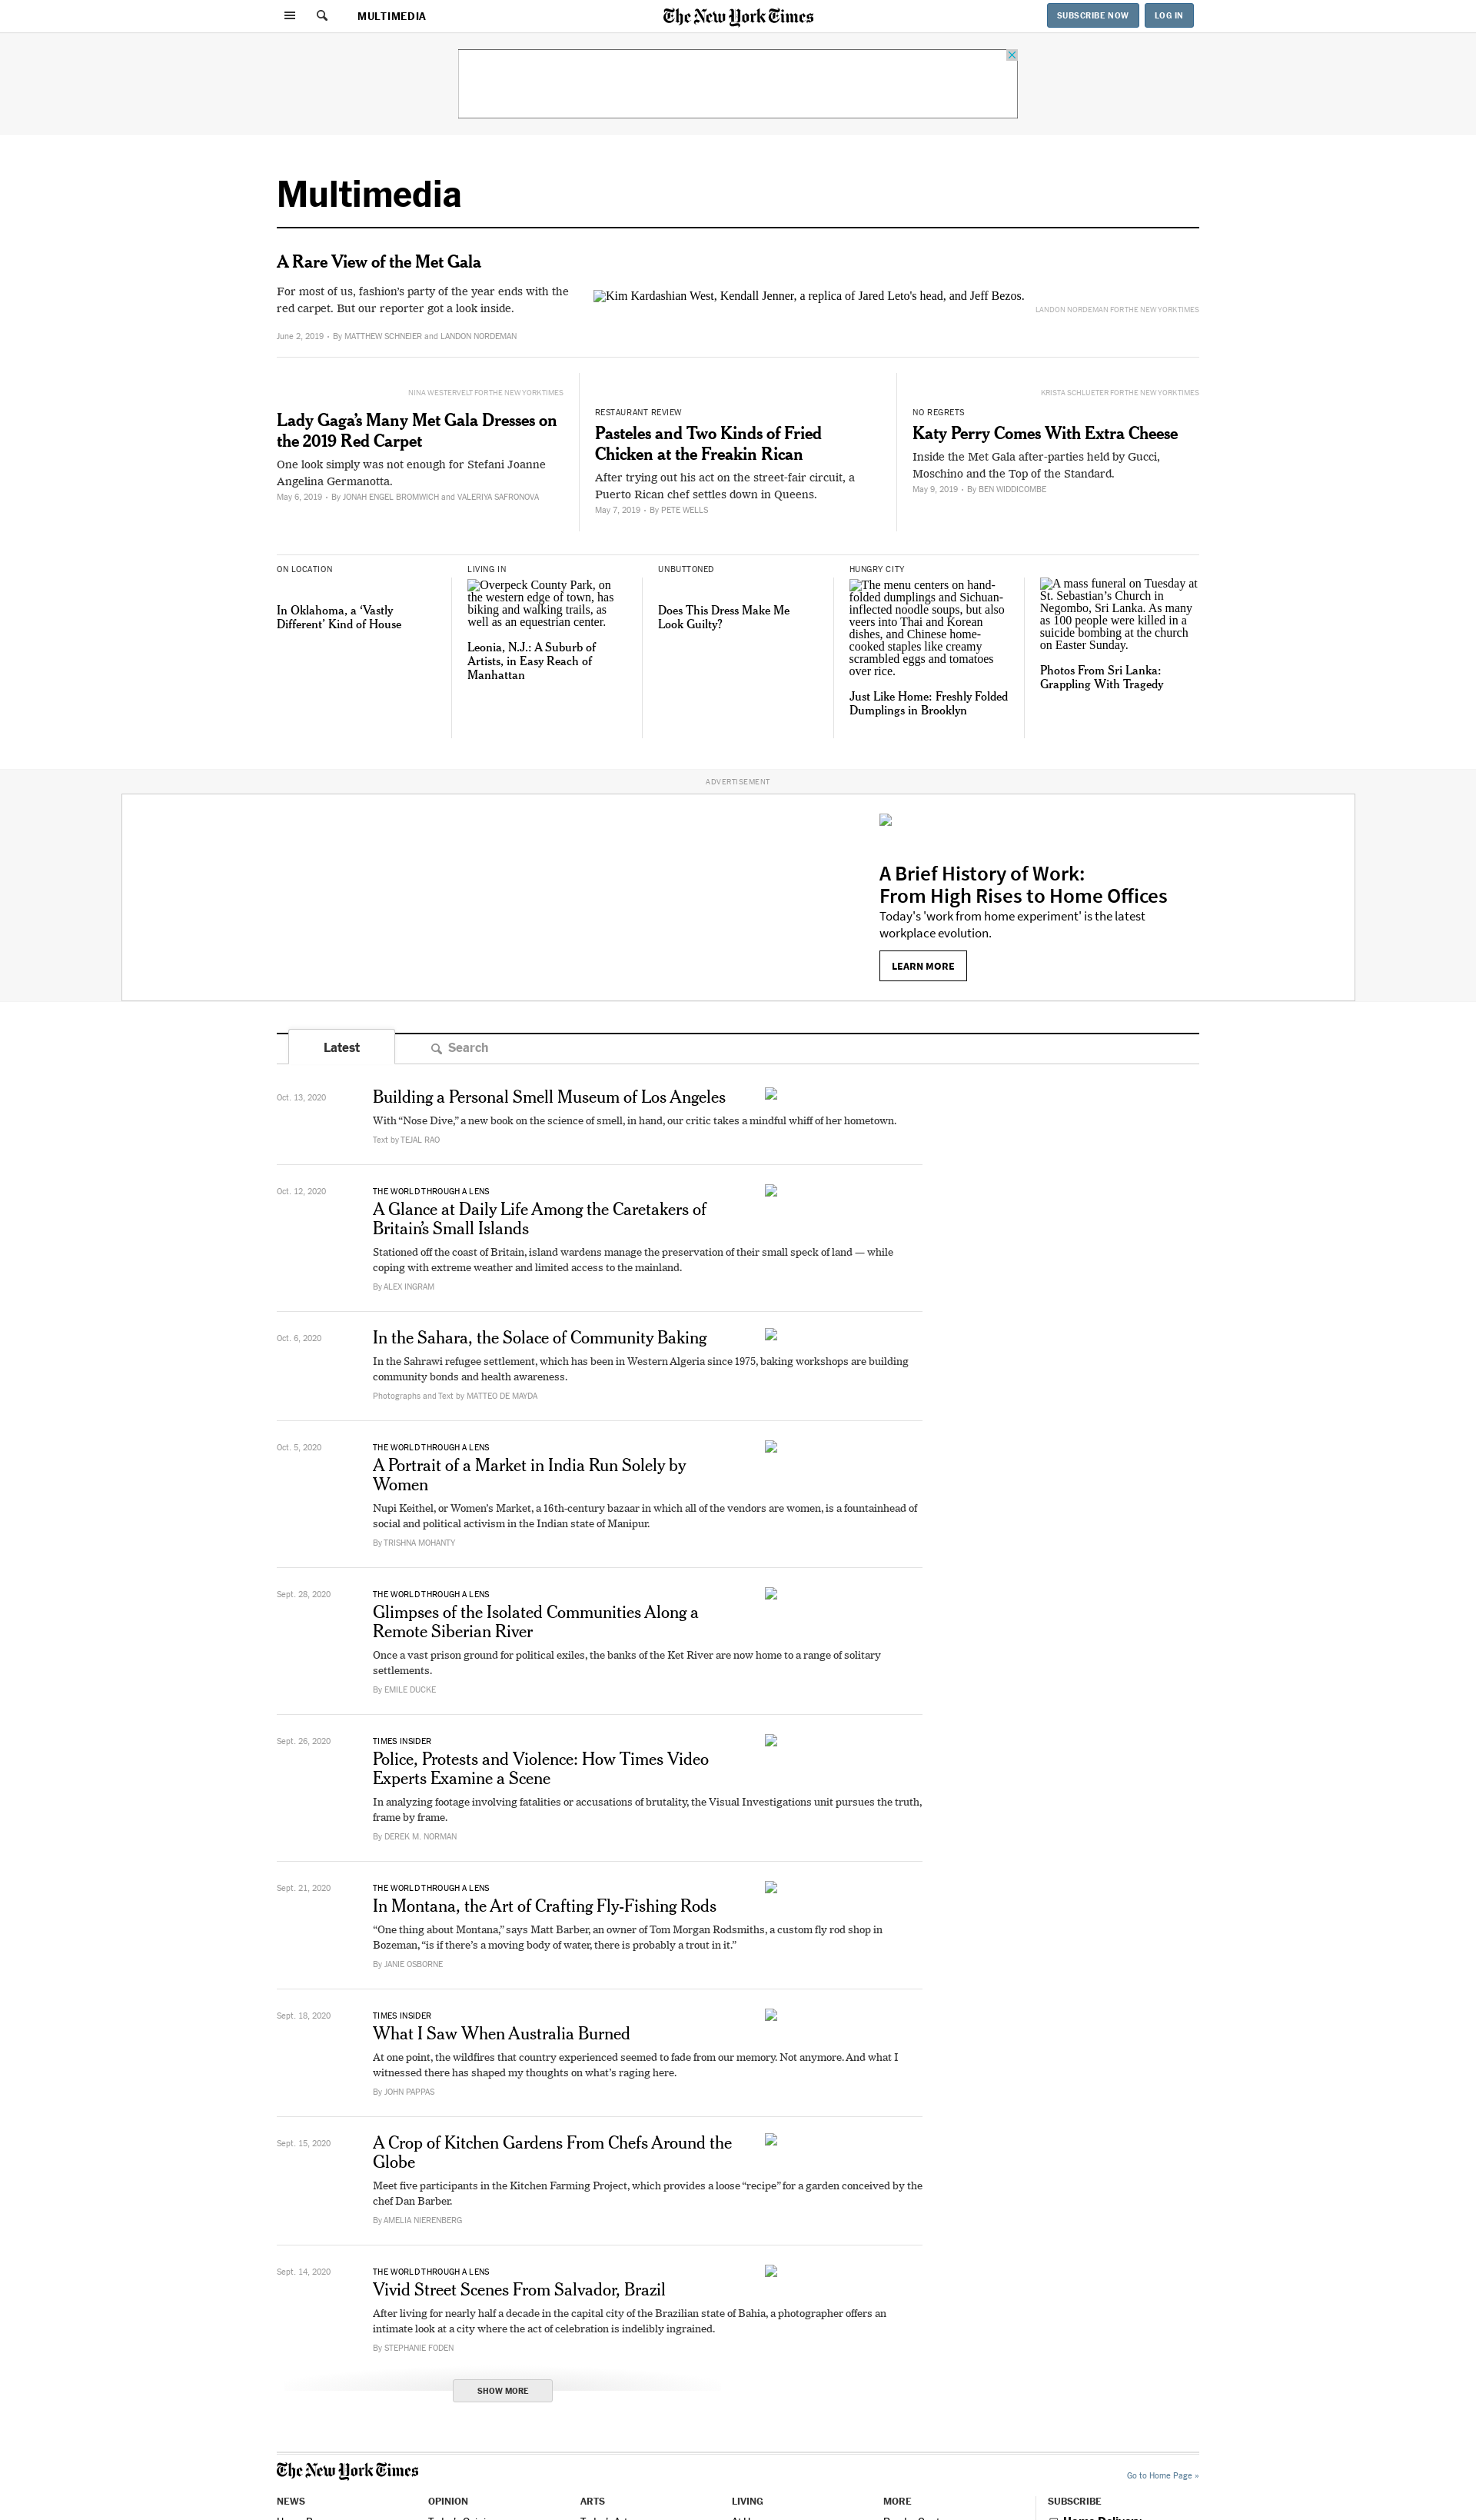 MULTIMEDIA
The New York Times
SUBSCRIBE NOW
LOG IN
Multimedia
A Rare View of the Met Gala
For most of us, fashion’s party of the year ends with the
red carpet. But our reporter got a look inside.
June 2, 2019 • By MATTHEW SCHNEIER and LANDON NORDEMAN
Kim Kardashian West, Kendall Jenner, a replica of Jared Leto's head, and Jeff Bezos.
LANDON NORDEMAN FOR THE NEW YORK TIMES
NINA WESTERVELT FOR THE NEW YORK TIMES
Lady Gaga’s Many Met Gala Dresses on
the 2019 Red Carpet
One look simply was not enough for Stefani Joanne
Angelina Germanotta.
May 6, 2019 • By JONAH ENGEL BROMWICH and VALERIYA SAFRONOVA
RESTAURANT REVIEW
Pasteles and Two Kinds of Fried
Chicken at the Freakin Rican
After trying out his act on the street-fair circuit, a
Puerto Rican chef settles down in Queens.
May 7, 2019 • By PETE WELLS
KRISTA SCHLUETER FOR THE NEW YORK TIMES
NO REGRETS
Katy Perry Comes With Extra Cheese
Inside the Met Gala after-parties held by Gucci,
Moschino and the Top of the Standard.
May 9, 2019 • By BEN WIDDICOMBE
ON LOCATION
In Oklahoma, a ‘Vastly
Different’ Kind of House
LIVING IN
Overpeck County Park, on
the western edge of town, has
biking and walking trails, as
well as an equestrian center.
Leonia, N.J.: A Suburb of
Artists, in Easy Reach of
Manhattan
UNBUTTONED
Does This Dress Make Me
Look Guilty?
HUNGRY CITY
The menu centers on hand-
folded dumplings and Sichuan-
inflected noodle soups, but also
veers into Thai and Korean
dishes, and Chinese home-
cooked staples like creamy
scrambled eggs and tomatoes
over rice.
Just Like Home: Freshly Folded
Dumplings in Brooklyn
A mass funeral on Tuesday at
St. Sebastian’s Church in
Negombo, Sri Lanka. As many
as 100 people were killed in a
suicide bombing at the church
on Easter Sunday.
Photos From Sri Lanka:
Grappling With Tragedy
ADVERTISEMENT
A Brief History of Work:
From High Rises to Home Offices
Today's 'work from home experiment' is the latest
workplace evolution.
LEARN MORE
Latest
Search
Oct. 13, 2020
Building a Personal Smell Museum of Los Angeles
With “Nose Dive,” a new book on the science of smell, in hand, our critic takes a mindful whiff of her hometown.
Text by TEJAL RAO
Oct. 12, 2020
THE WORLD THROUGH A LENS
A Glance at Daily Life Among the Caretakers of
Britain’s Small Islands
Stationed off the coast of Britain, island wardens manage the preservation of their small speck of land — while
coping with extreme weather and limited access to the mainland.
By ALEX INGRAM
Oct. 6, 2020
In the Sahara, the Solace of Community Baking
In the Sahrawi refugee settlement, which has been in Western Algeria since 1975, baking workshops are building
community bonds and health awareness.
Photographs and Text by MATTEO DE MAYDA
Oct. 5, 2020
THE WORLD THROUGH A LENS
A Portrait of a Market in India Run Solely by
Women
Nupi Keithel, or Women’s Market, a 16th-century bazaar in which all of the vendors are women, is a fountainhead of
social and political activism in the Indian state of Manipur.
By TRISHNA MOHANTY
Sept. 28, 2020
THE WORLD THROUGH A LENS
Glimpses of the Isolated Communities Along a
Remote Siberian River
Once a vast prison ground for political exiles, the banks of the Ket River are now home to a range of solitary
settlements.
By EMILE DUCKE
Sept. 26, 2020
TIMES INSIDER
Police, Protests and Violence: How Times Video
Experts Examine a Scene
In analyzing footage involving fatalities or accusations of brutality, the Visual Investigations unit pursues the truth,
frame by frame.
By DEREK M. NORMAN
Sept. 21, 2020
THE WORLD THROUGH A LENS
In Montana, the Art of Crafting Fly-Fishing Rods
“One thing about Montana,” says Matt Barber, an owner of Tom Morgan Rodsmiths, a custom fly rod shop in
Bozeman, “is if there’s a moving body of water, there is probably a trout in it.”
By JANIE OSBORNE
Sept. 18, 2020
TIMES INSIDER
What I Saw When Australia Burned
At one point, the wildfires that country experienced seemed to fade from our memory. Not anymore. And what I
witnessed there has shaped my thoughts on what’s raging here.
By JOHN PAPPAS
Sept. 15, 2020
A Crop of Kitchen Gardens From Chefs Around the
Globe
Meet five participants in the Kitchen Farming Project, which provides a loose “recipe” for a garden conceived by the
chef Dan Barber.
By AMELIA NIERENBERG
Sept. 14, 2020
THE WORLD THROUGH A LENS
Vivid Street Scenes From Salvador, Brazil
After living for nearly half a decade in the capital city of the Brazilian state of Bahia, a photographer offers an
intimate look at a city where the act of celebration is indelibly ingrained.
By STEPHANIE FODEN
SHOW MORE
The New York Times
Go to Home Page »
NEWS
OPINION
ARTS
LIVING
MORE
SUBSCRIBE